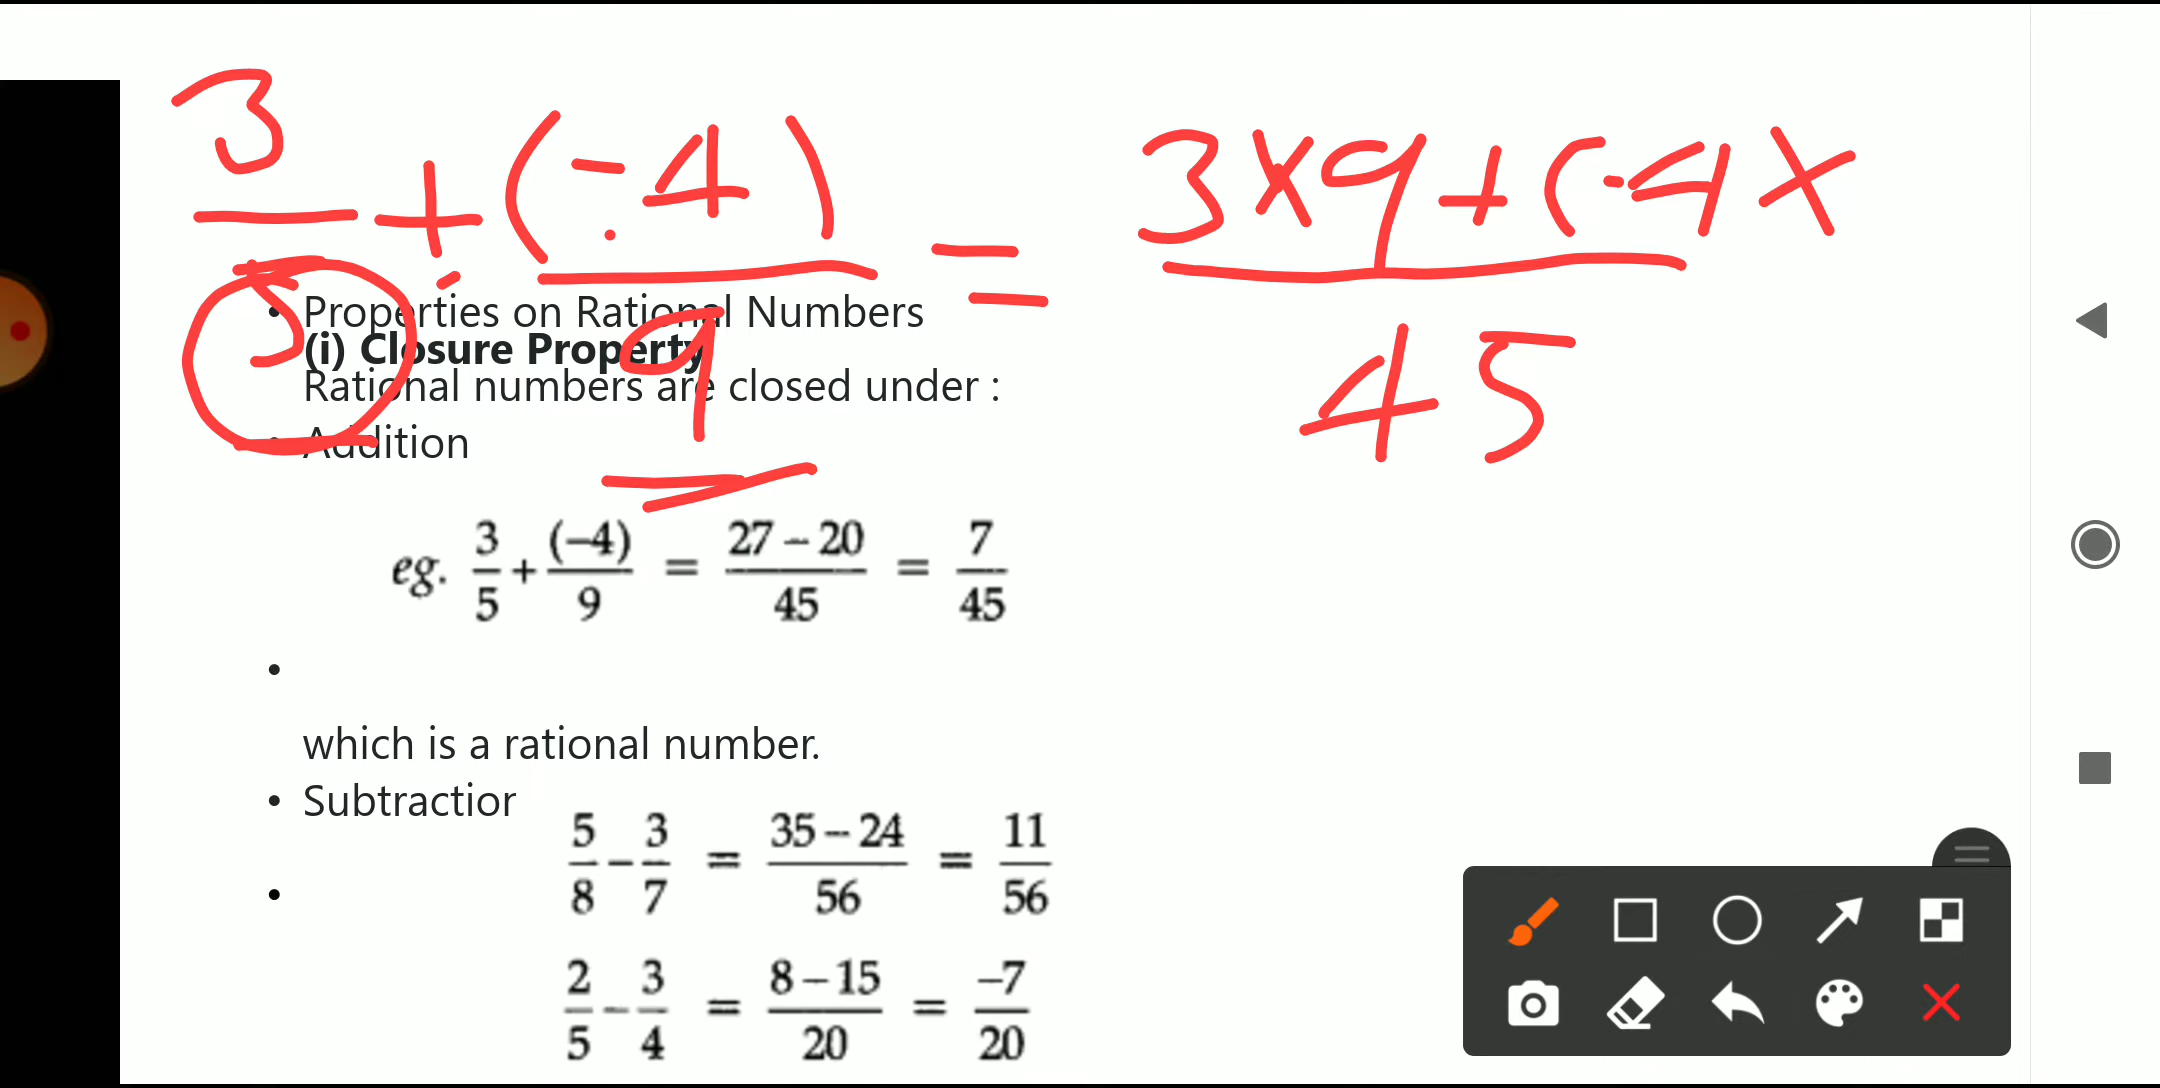 3/5 + (-4)/9 = 3×9+(-4×/45
• Properties on Rational Numbers
(i) Closure Property
Rational numbers are closed under :
• Addition
eg. 3/5 + (–4)/9 = 27 – 20/45 = 7/45
•
which is a rational number.
• Subtractior
5/8 – 3/7 = 35 – 24/56 = 11/56
•
2/5 – 3/4 = 8 – 15/20 = –7/20